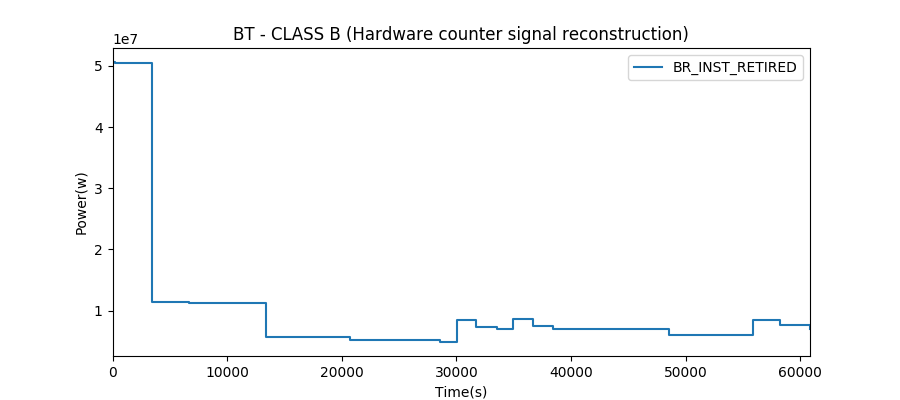 BT - CLASS B (Hardware counter signal reconstruction)
1e7
BR_INST_RETIRED
5
4
3
2
1
Power(w)
0 10000 20000 30000 40000 50000 60000
Time(s)